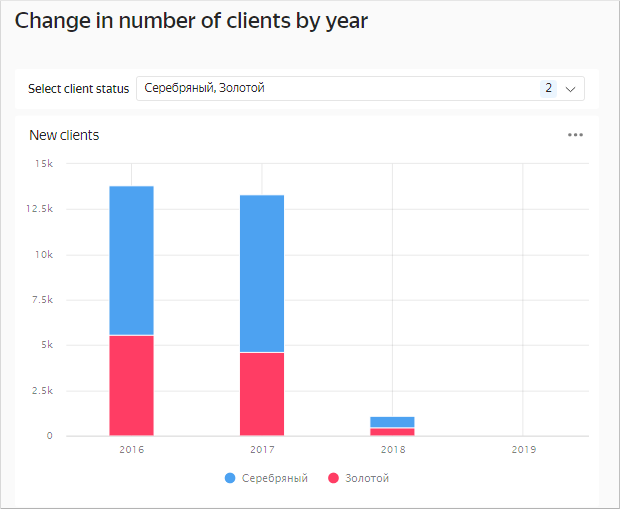 Change in number of clients by year
Select client status Серебряный, Золотой 2
New clients
15k
12.5k
10k
7.5k
5k
2.5k
0
2016 2017 2018 2019
Серебряный Золотой